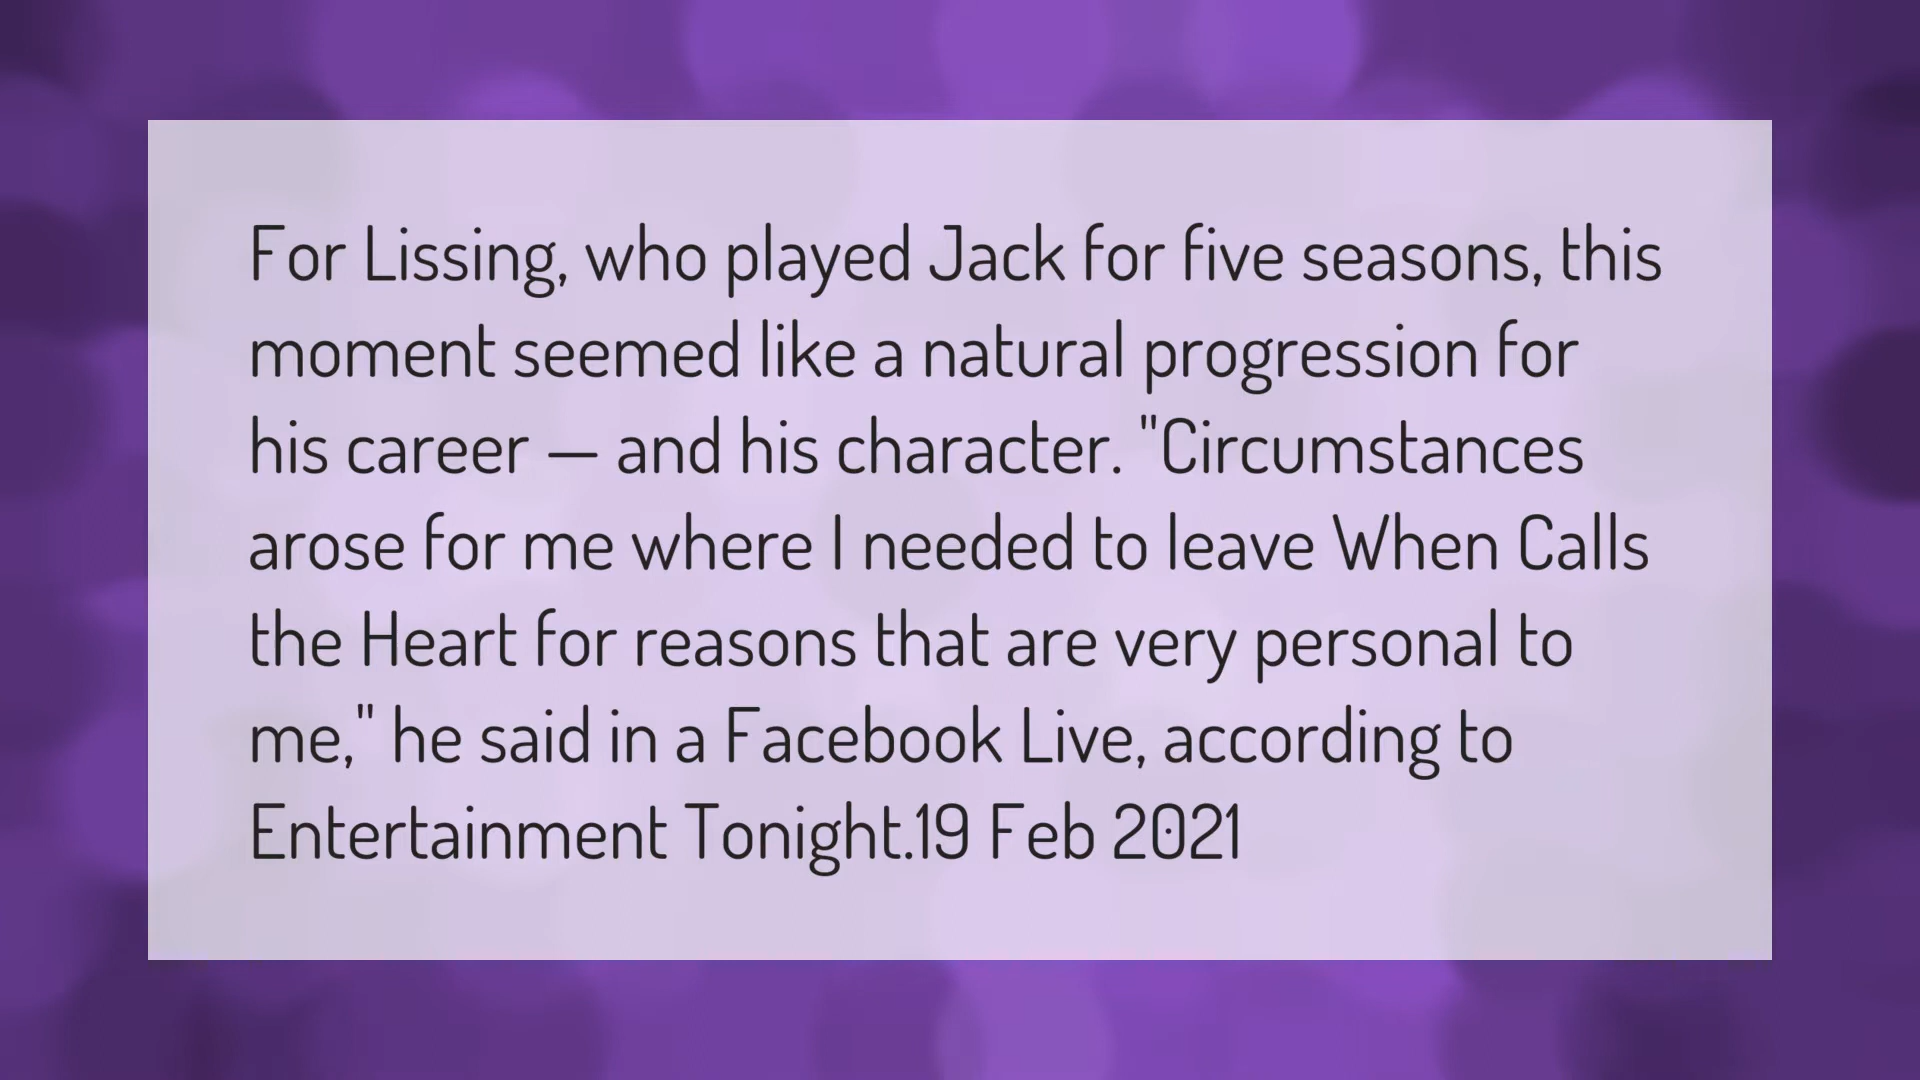 For Lissing, who played Jack for five seasons, this
moment seemed like a natural progression for
his career — and his character. "Circumstances
arose for me where I needed to leave When Calls
the Heart for reasons that are very personal to
me," he said in a Facebook Live, according to
Entertainment Tonight.19 Feb 2021